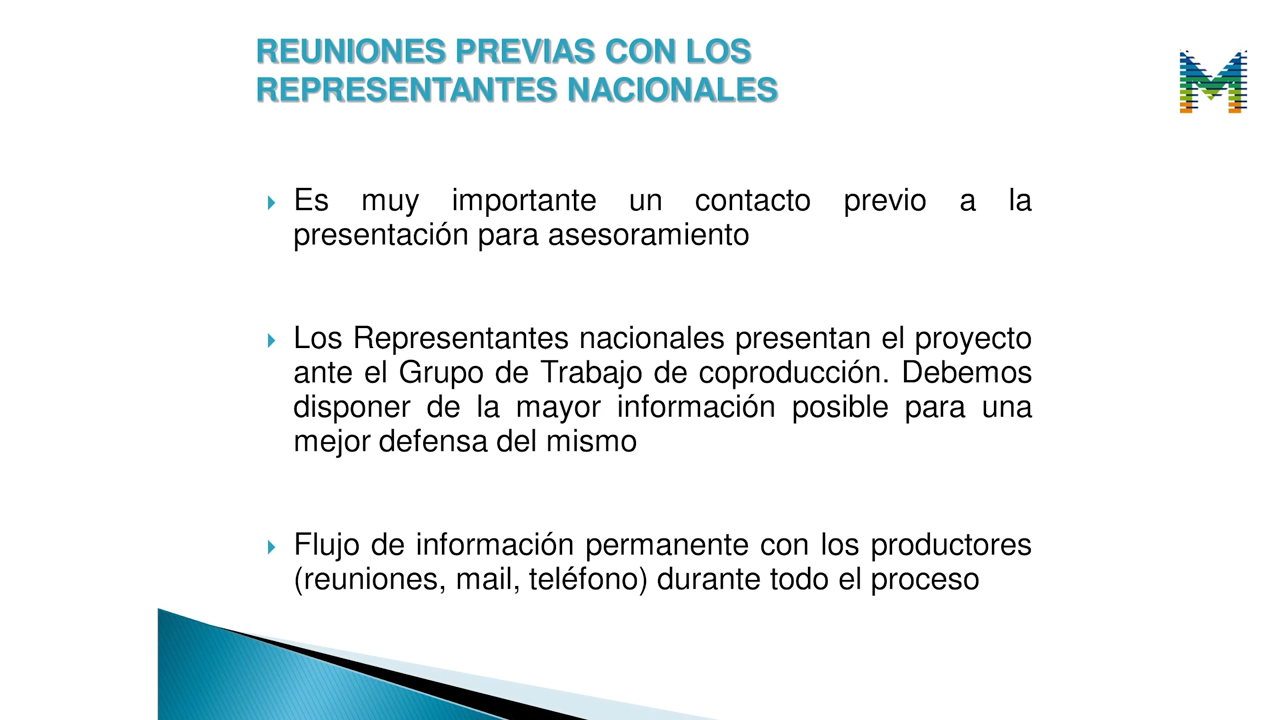 REUNIONES PREVIAS CON LOS
REPRESENTANTES NACIONALES
M
Es muy importante un contacto previo a la
presentación para asesoramiento
Los Representantes nacionales presentan el proyecto
ante el Grupo de Trabajo de coproducción. Debemos
disponer de la mayor información posible para una
mejor defensa del mismo
Flujo de información permanente con los productores
(reuniones, mail, teléfono) durante todo el proceso